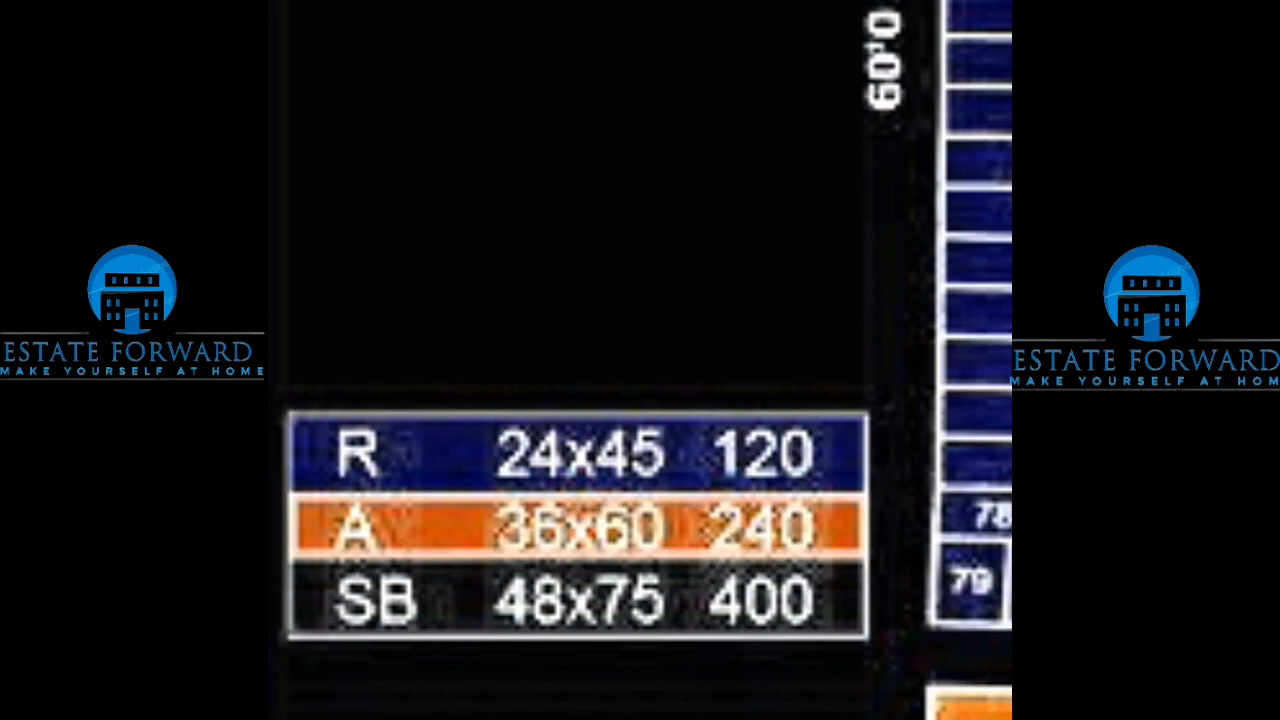 60'0
ESTATE FORWARD
MAKE YOURSELF AT HOME
R 24x45 120
A 36x60 240
SB 48x75 400
78
79
ESTATE FORWARD
MAKE YOURSELF AT HOM